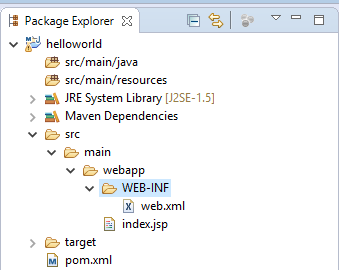 Package Explorer
helloworld
src/main/java
src/main/resources
JRE System Library [J2SE-1.5]
Maven Dependencies
src
main
webapp
WEB-INF
web.xml
index.jsp
target
pom.xml